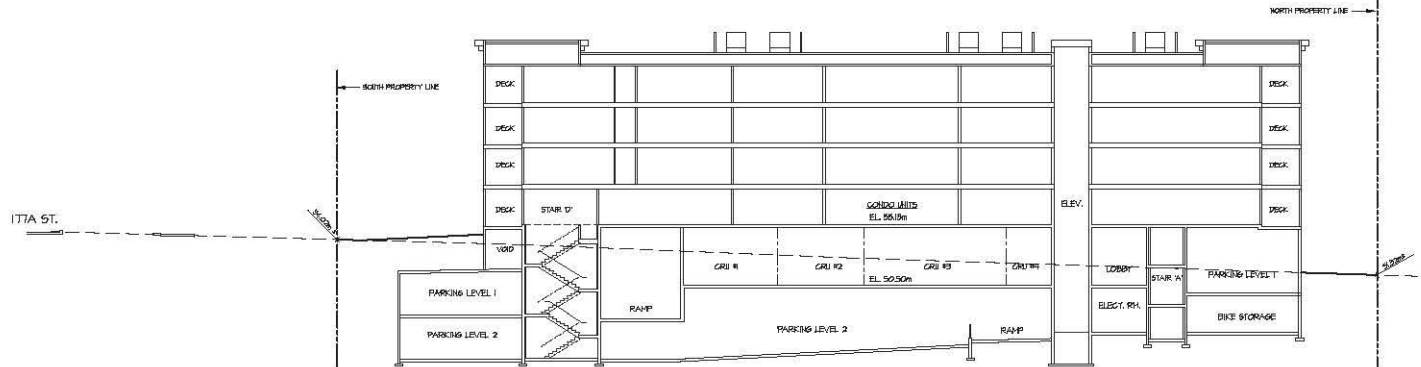 NORTH PROPERTY LINE
SOUTH PROPERTY LINE
DECK
DECK
DECK
DECK
DECK
DECK
177A ST.
DECK
STAIR 'D'
CONDO UNITS
EL. 55.15m
ELEV.
DECK
VOID
CRU #1
CRU #2
CRU #3
CRU #4
EL. 50.50m
LOBBY
STAIR 'A'
PARKING LEVEL 1
PARKING LEVEL 1
RAMP
ELECT. RM.
BIKE STORAGE
PARKING LEVEL 2
PARKING LEVEL 2
RAMP